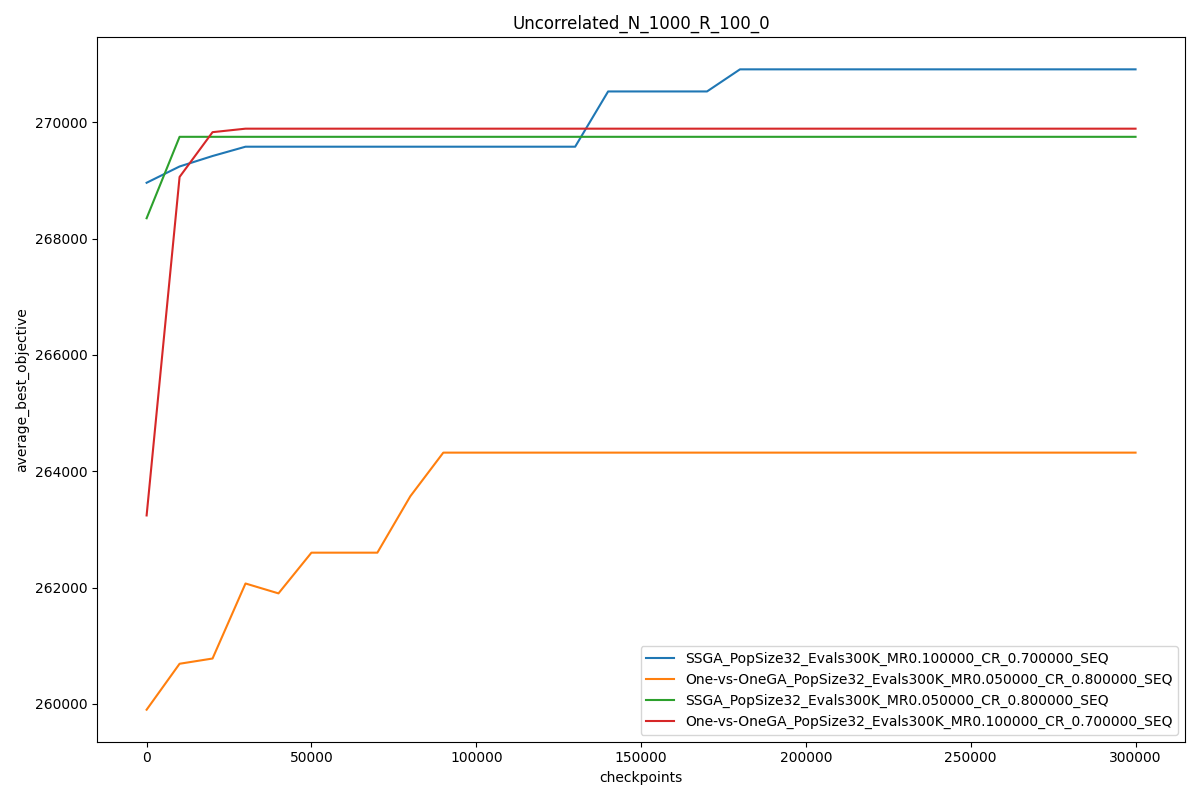 Uncorrelated_N_1000_R_100_0
average_best_objective
270000
268000
266000
264000
262000
260000
0
50000
100000
150000
200000
250000
300000
checkpoints
SSGA_PopSize32_Evals300K_MR0.100000_CR_0.700000_SEQ
One-vs-OneGA_PopSize32_Evals300K_MR0.050000_CR_0.800000_SEQ
SSGA_PopSize32_Evals300K_MR0.050000_CR_0.800000_SEQ
One-vs-OneGA_PopSize32_Evals300K_MR0.100000_CR_0.700000_SEQ